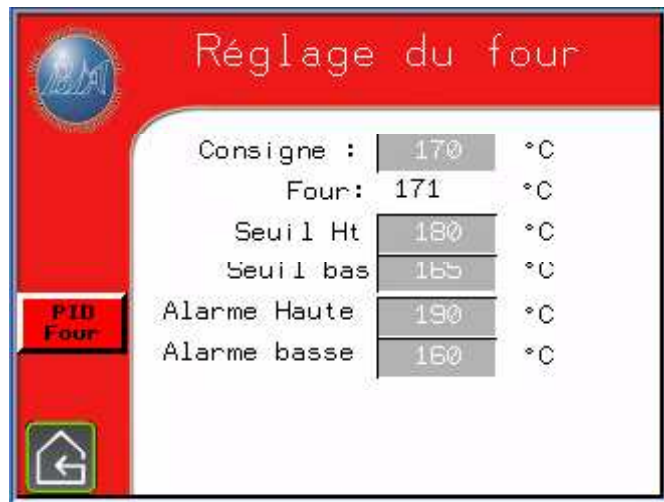 Réglage du four
Consigne : 170 °C
Four: 171 °C
Seuil Ht 180 °C
Seuil bas 165 °C
Alarme Haute 190 °C
PID
Four
Alarme basse 160 °C